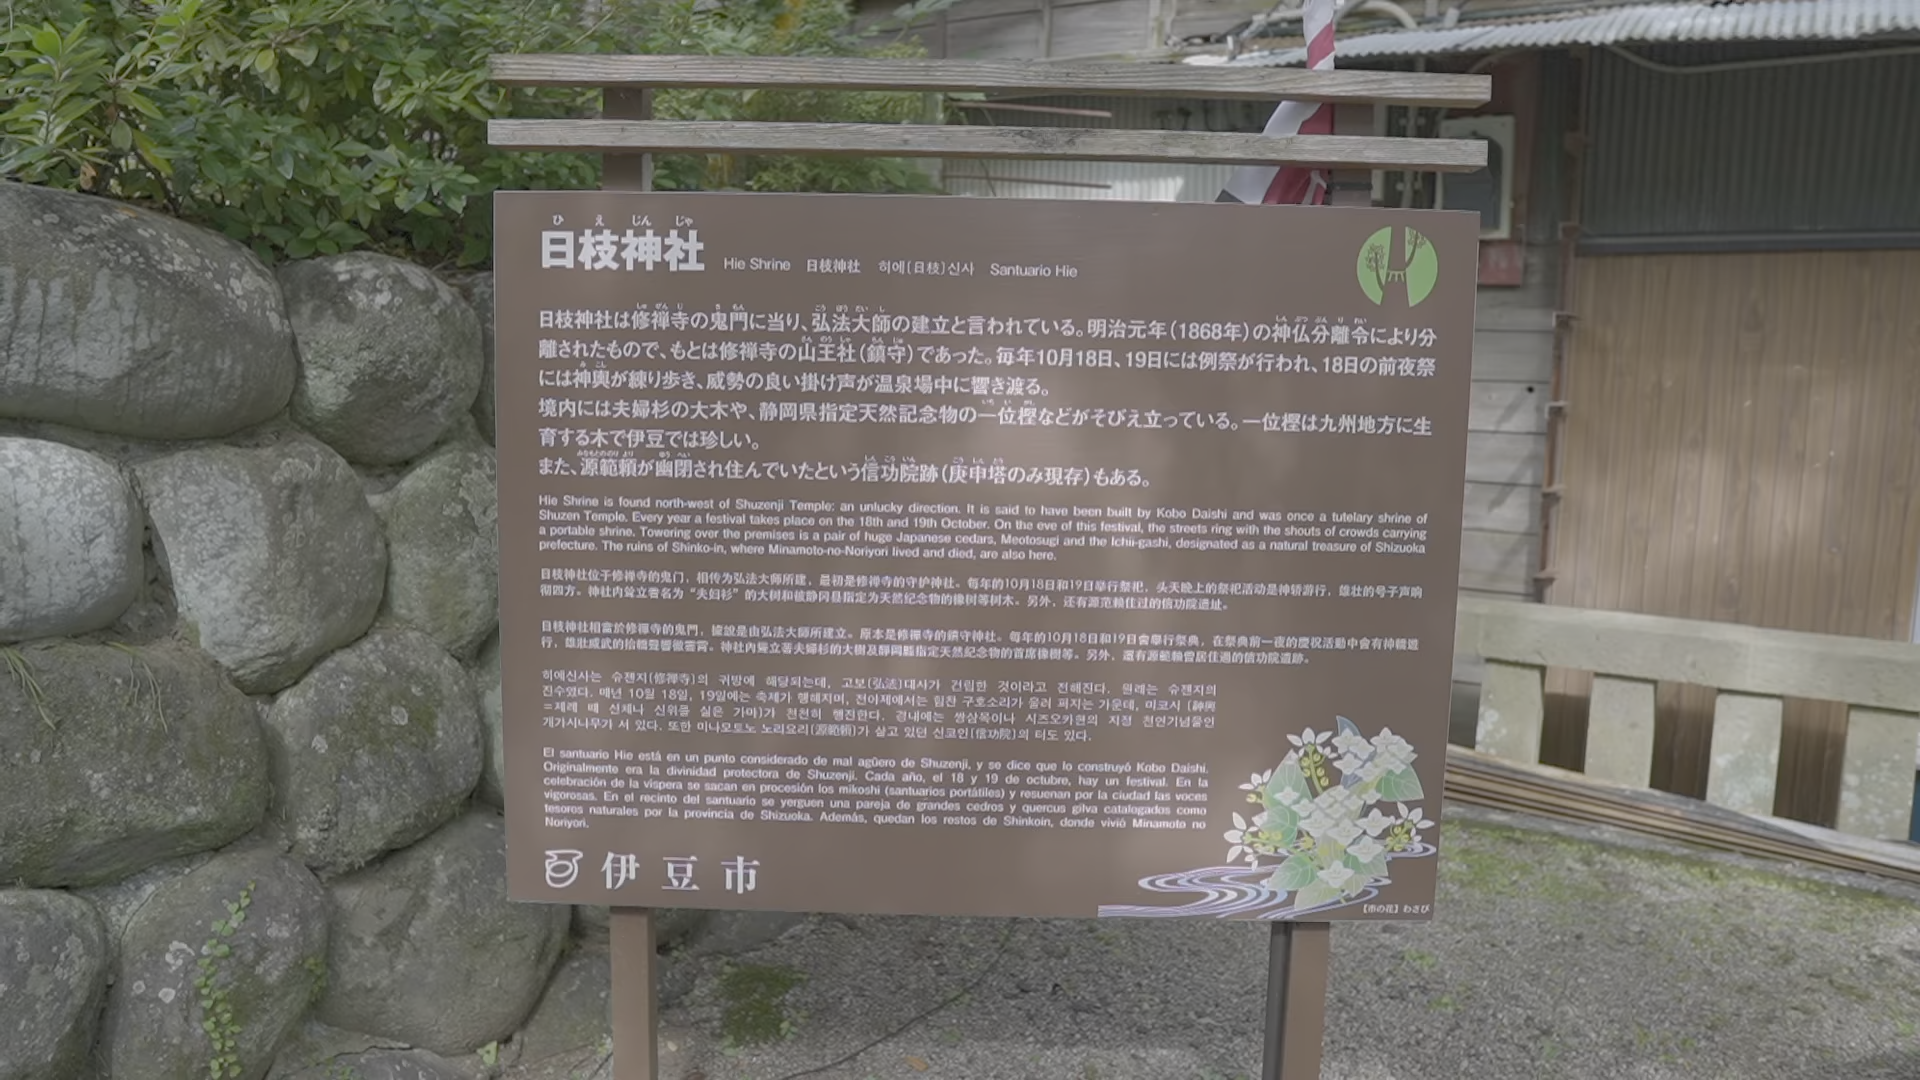 ひ え じん じゃ
日枝神社 Hie Shrine 日枝神社 히에(日枝)신사 Santuario Hie
日枝神社は修禅寺の鬼門に当り、弘法大師の建立と言われている。明治元年(1868年)の神仏分離令により分
離されたもので、もとは修禅寺の山王社(鎮守)であった。毎年10月18日、19日には例祭が行われ、18日の前夜祭
には神輿が練り歩き、威勢の良い掛け声が温泉場中に響き渡る。
境内には夫婦杉の大木や、静岡県指定天然記念物の一位樫などがそびえ立っている。一位樫は九州地方に生
育する木で伊豆では珍しい。
また、源範頼が幽閉され住んでいたという信功院跡(庚申塔のみ現存)もある。
Hie Shrine is found north-west of Shuzenji Temple: an unlucky direction. It is said to have been built by Kobo Daishi and was once a tutelary shrine of
Shuzen Temple. Every year a festival takes place on the 18th and 19th October. On the eve of this festival, the streets ring with the shouts of crowds carrying
a portable shrine. Towering over the premises is a pair of huge Japanese cedars, Meotosugi and the Ichii-gashi, designated as a natural treasure of Shizuoka
prefecture. The ruins of Shinko-in, where Minamoto-no-Noriyori lived and died, are also here.
日枝神社位于修禅寺的鬼门，相传为弘法大师所建，最初是修禅寺的守护神社。每年的10月18日和19日举行祭祀，头天晚上的祭祀活动是神轿游行，雄壮的号子声响
彻四方。神社内耸立著名为“夫妇杉”的大树和被静冈县指定为天然纪念物的橡树等树木。另外，还有源范赖住过的信功院遗址。
日枝神社相當於修禪寺的鬼門，據說是由弘法大師所建立。原本是修禪寺的鎮守神社。每年的10月18日和19日會舉行祭典，在祭典前一夜的慶祝活動中會有神轎遊
行，雄壯威武的抬轎聲響徹雲霄。神社內聳立著夫婦杉的大樹及靜岡縣指定天然紀念物的首席橡樹等。另外，還有源範賴曾居住過的信功院遺跡。
히에신사는 슈젠지(修禅寺)의 귀방에 해당되는데, 고보(弘法)대사가 건립한 것이라고 전해진다. 원래는 슈젠지의
진수였다. 매년 10월 18일, 19일에는 축제가 행해지며, 전야제에서는 힘찬 구호소리가 울려 퍼지는 가운데, 미코시 (神輿
=제례 때 신체나 신위를 실은 가마)가 천천히 행진한다. 경내에는 쌍삼목이나 시즈오카현의 지정 천연기념물인
개가시나무가 서 있다. 또한 미나모토노 노리요리(源範頼)가 살고 있던 신코인(信功院)의 터도 있다.
El santuario Hie está en un punto considerado de mal agüero de Shuzenji, y se dice que lo construyó Kobo Daishi.
Originalmente era la divinidad protectora de Shuzenji. Cada año, el 18 y 19 de octubre, hay un festival. En la
celebración de la víspera se sacan en procesión los mikoshi (santuarios portátiles) y resuenan por la ciudad las voces
vigorosas. En el recinto del santuario se yerguen una pareja de grandes cedros y quercus gilva catalogados como
tesoros naturales por la provincia de Shizuoka. Además, quedan los restos de Shinkoin, donde vivió Minamoto no
Noriyori.
伊豆市
【市の花】わさび